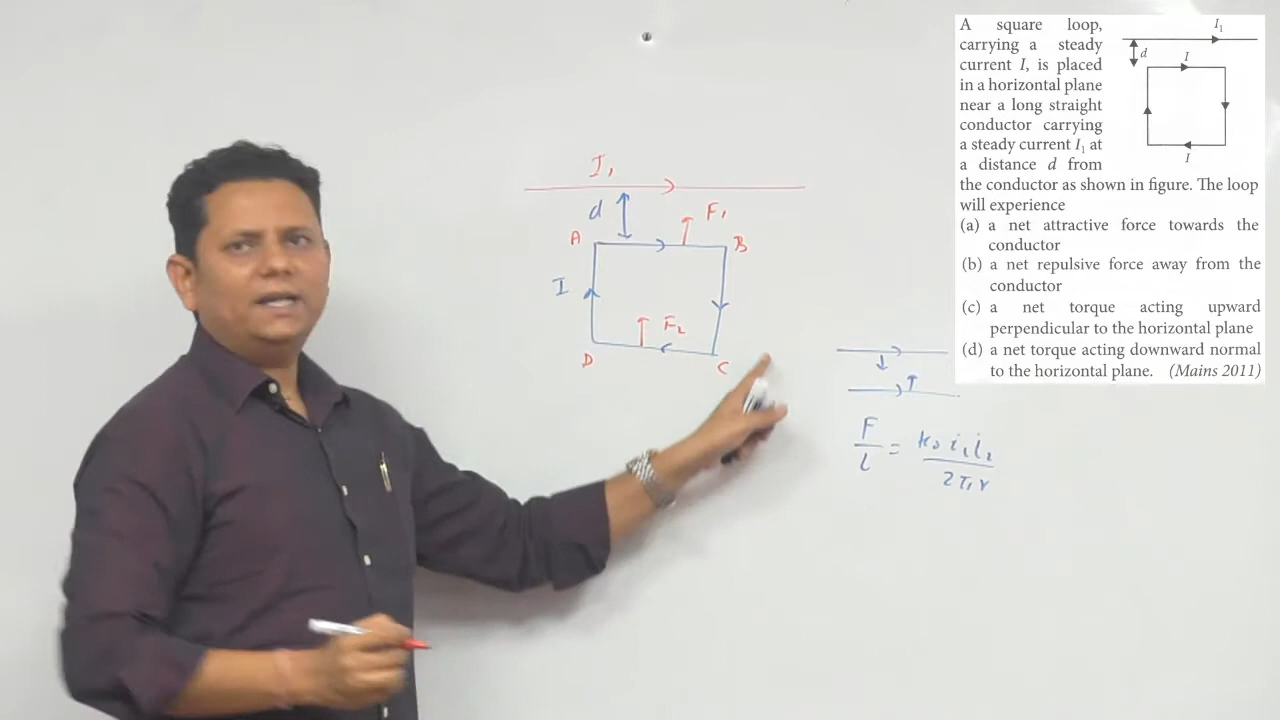 A square loop,
carrying a steady
current I, is placed
in a horizontal plane
near a long straight
conductor carrying
a steady current I₁ at
a distance d from
the conductor as shown in figure. The loop
will experience
(a) a net attractive force towards the
conductor
(b) a net repulsive force away from the
conductor
(c) a net torque acting upward
perpendicular to the horizontal plane
(d) a net torque acting downward normal
to the horizontal plane. (Mains 2011)
I₁
d
I
I
I₁
d
F₁
A
B
I
F₂
D
C
F/l = μ₀ i₁ i₂ / 2π r